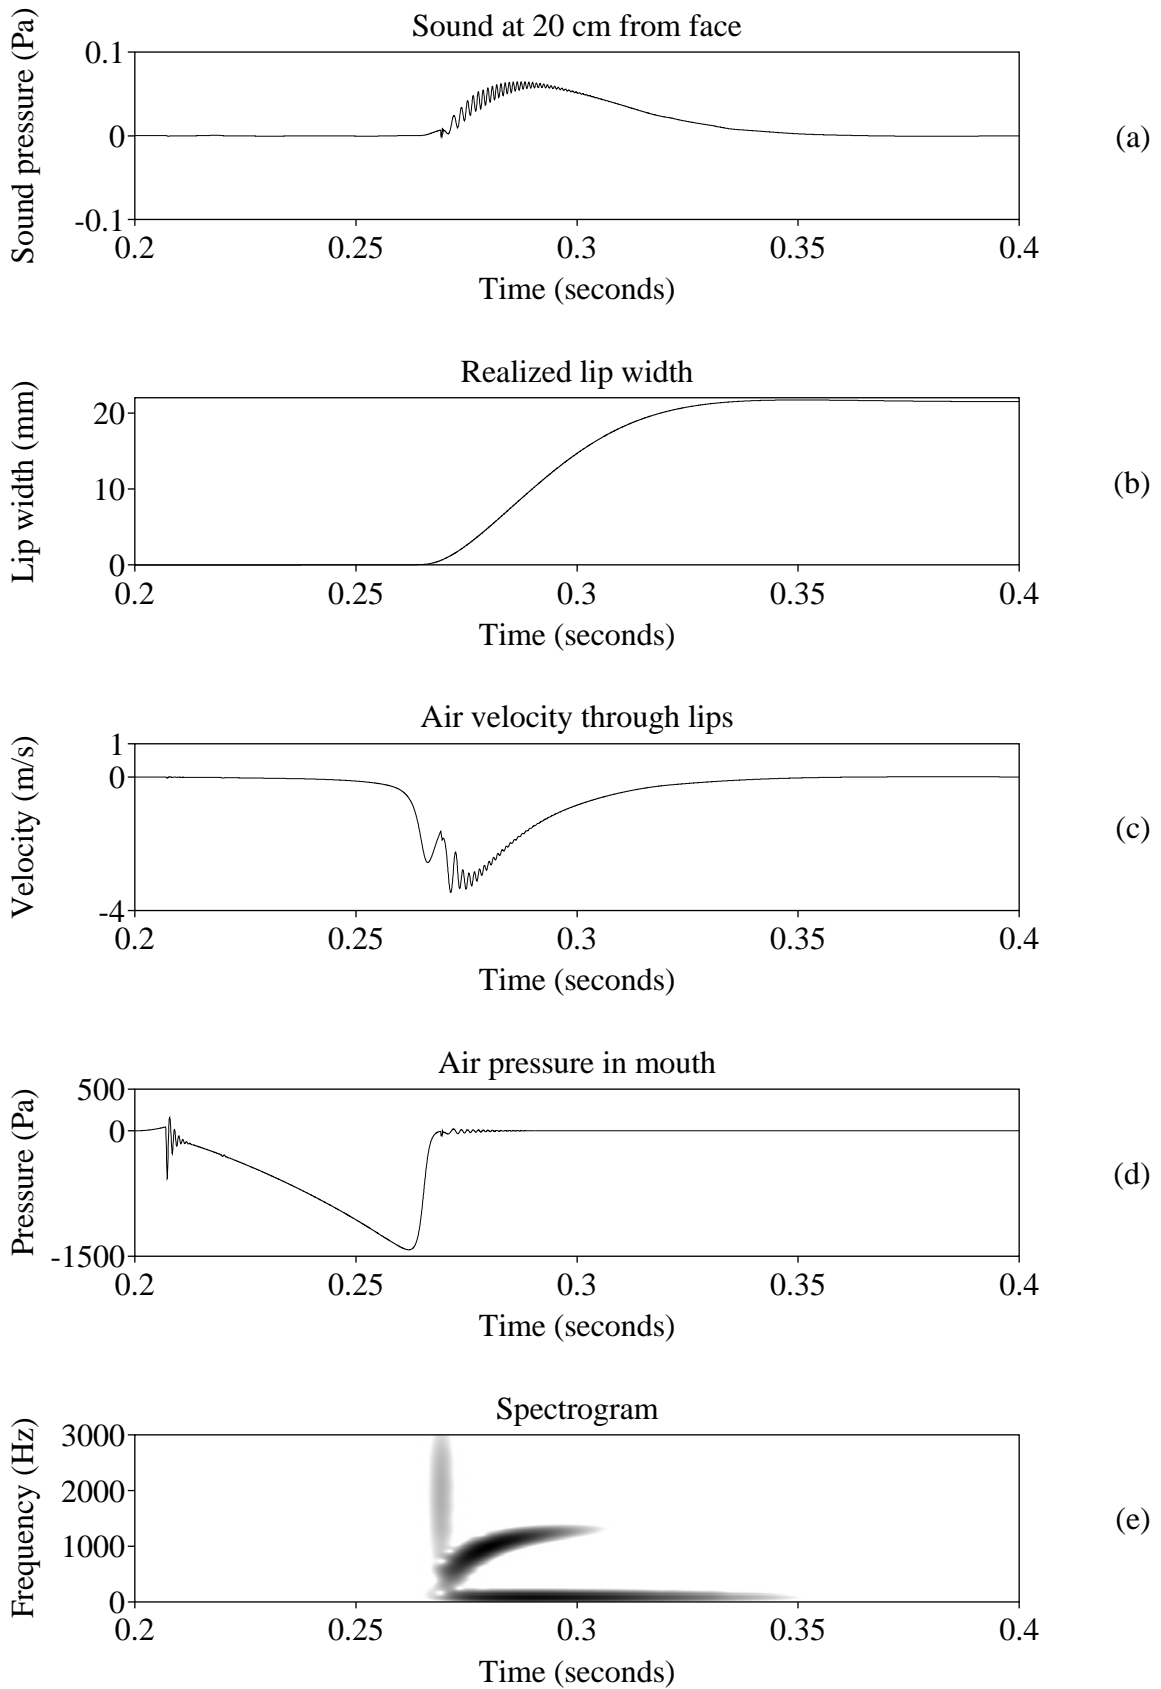 Sound at 20 cm from face
Sound pressure (Pa)
0.1
0
-0.1
0.2 0.25 0.3 0.35 0.4
Time (seconds)
(a)
Realized lip width
Lip width (mm)
20
10
0
0.2 0.25 0.3 0.35 0.4
Time (seconds)
(b)
Air velocity through lips
Velocity (m/s)
1
0
-4
0.2 0.25 0.3 0.35 0.4
Time (seconds)
(c)
Air pressure in mouth
Pressure (Pa)
500
0
-1500
0.2 0.25 0.3 0.35 0.4
Time (seconds)
(d)
Spectrogram
Frequency (Hz)
3000
2000
1000
0
0.2 0.25 0.3 0.35 0.4
Time (seconds)
(e)